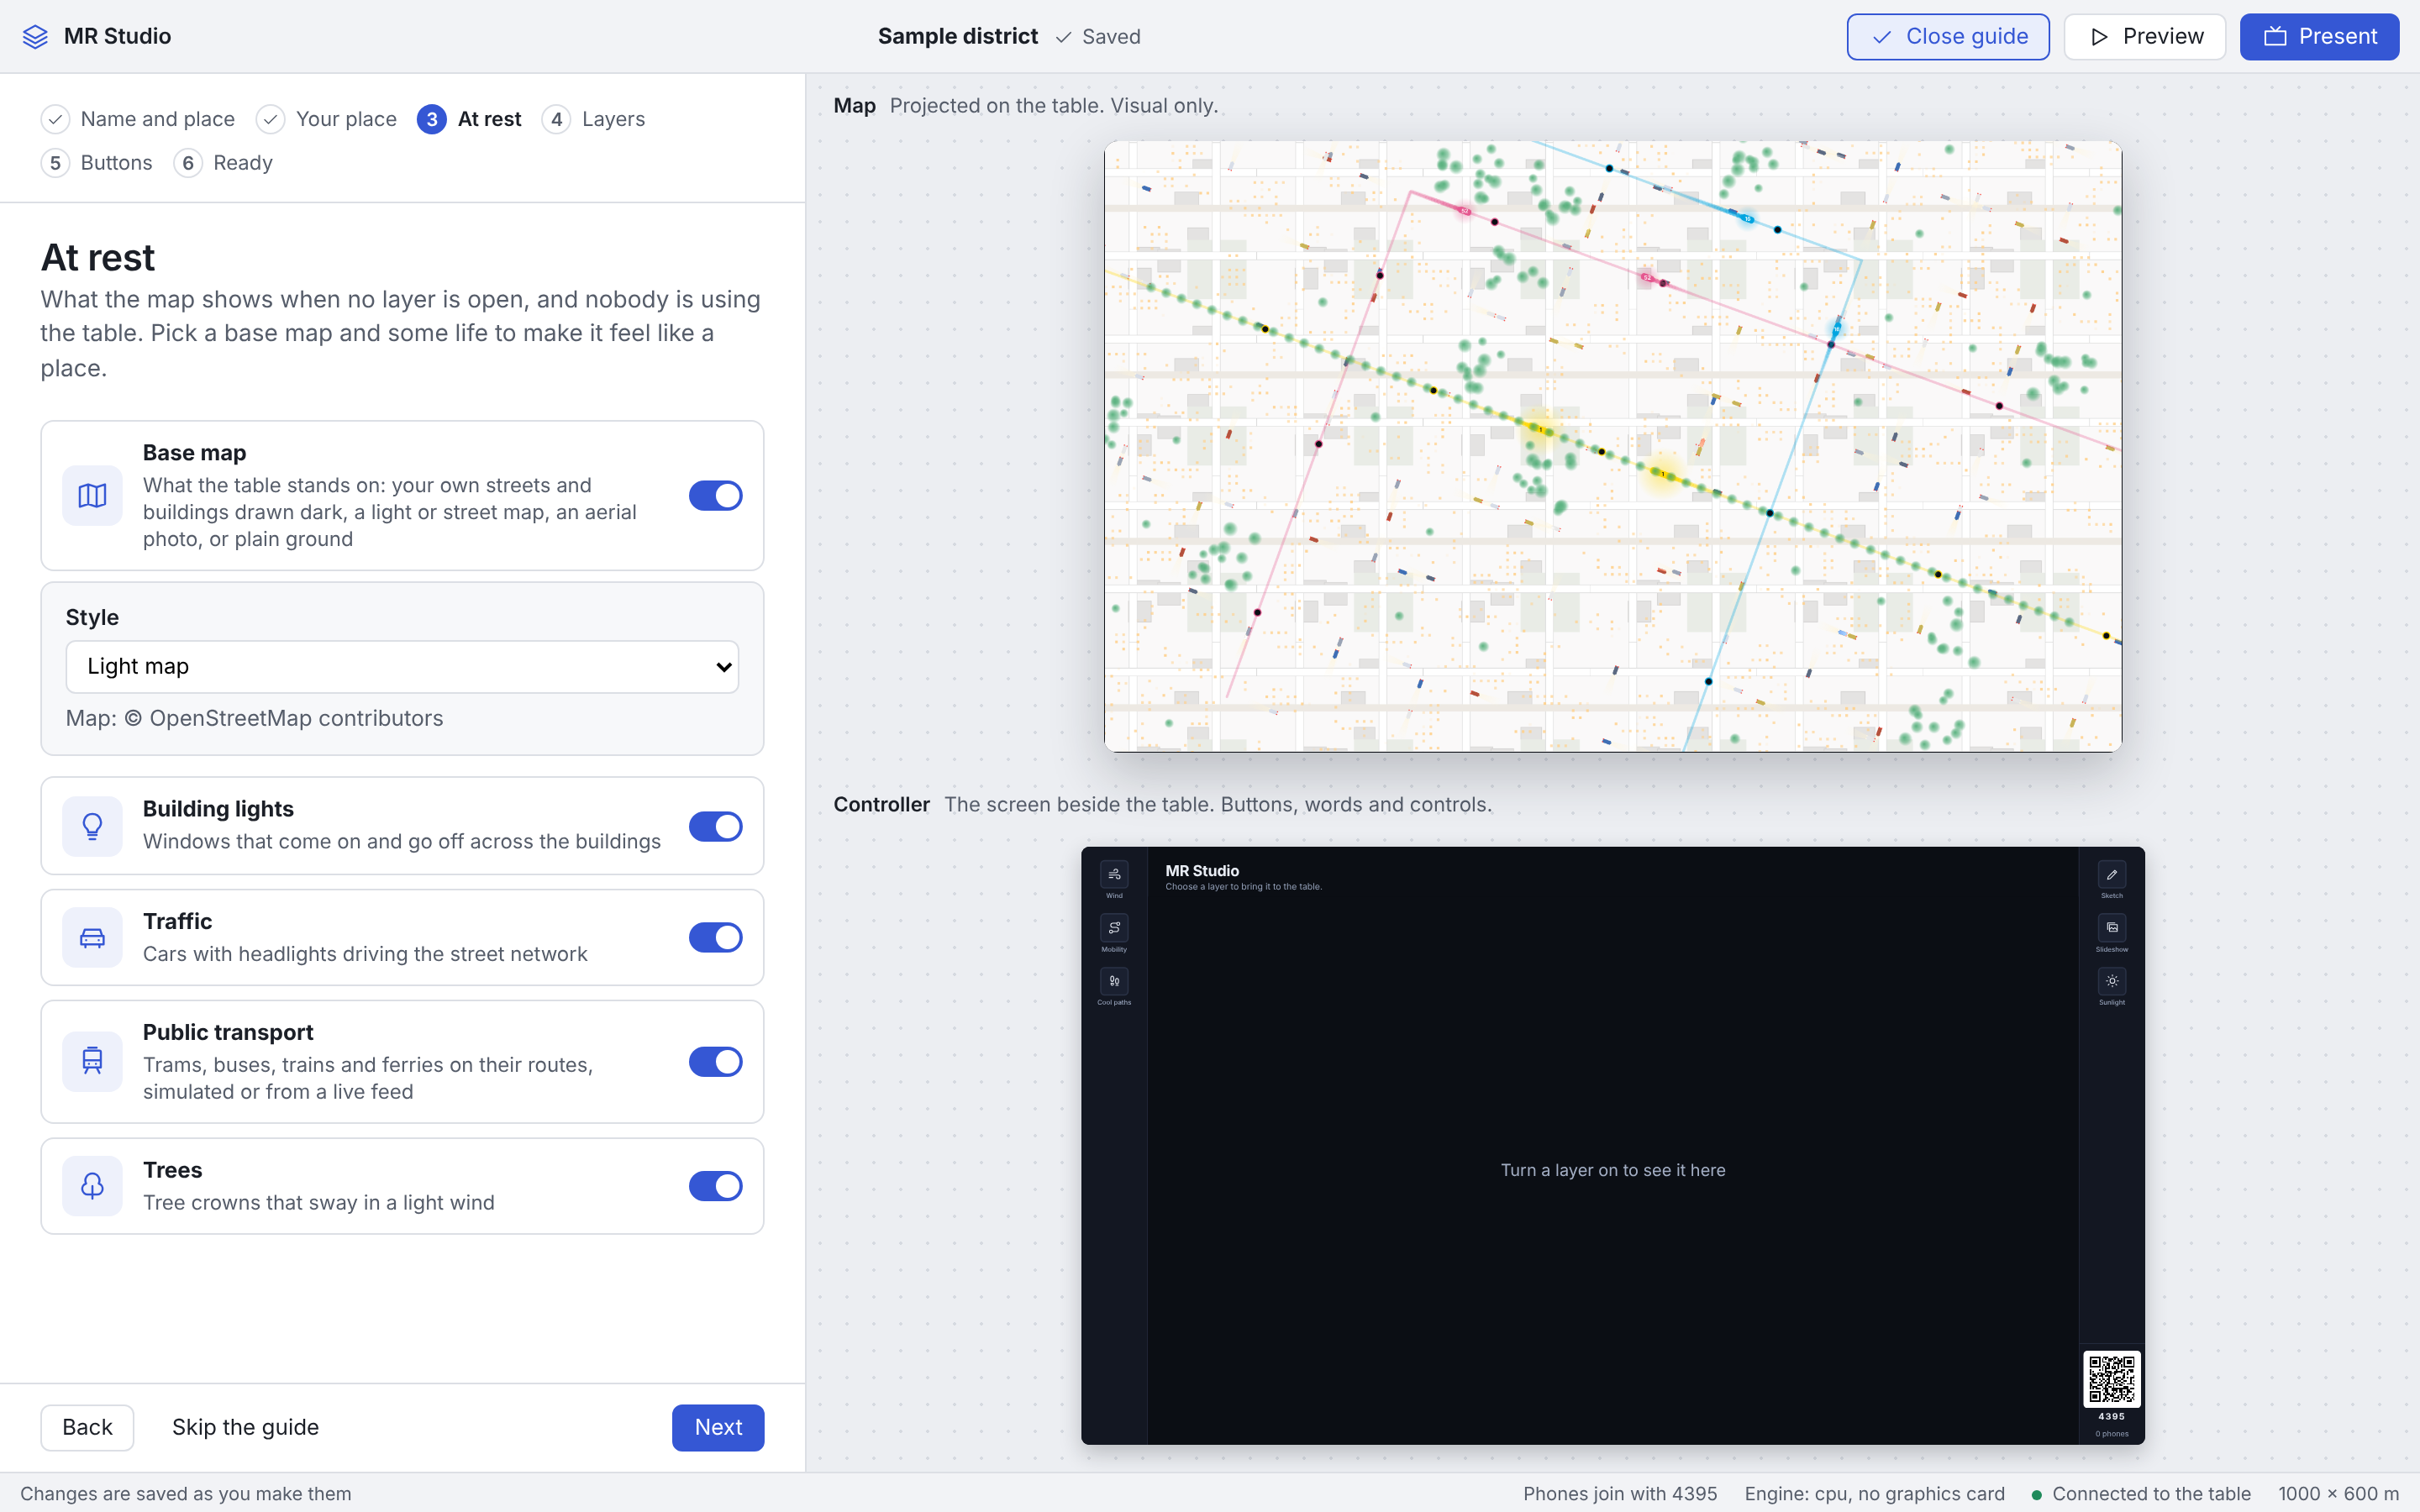 MR Studio
Sample district
Saved
Close guide
Preview
Present
Name and place
Your place
3 At rest
4 Layers
5 Buttons
6 Ready
At rest
What the map shows when no layer is open, and nobody is using
the table. Pick a base map and some life to make it feel like a
place.
Base map
What the table stands on: your own streets and
buildings drawn dark, a light or street map, an aerial
photo, or plain ground
Style
Light map
Map: © OpenStreetMap contributors
Building lights
Windows that come on and go off across the buildings
Traffic
Cars with headlights driving the street network
Public transport
Trams, buses, trains and ferries on their routes,
simulated or from a live feed
Trees
Tree crowns that sway in a light wind
Back
Skip the guide
Next
Map Projected on the table. Visual only.
Controller The screen beside the table. Buttons, words and controls.
Wind
Mobility
Cool paths
MR Studio
Choose a layer to bring it to the table.
Turn a layer on to see it here
Sketch
Slideshow
Sunlight
4395
0 phones
Changes are saved as you make them
Phones join with 4395
Engine: cpu, no graphics card
Connected to the table
1000 × 600 m